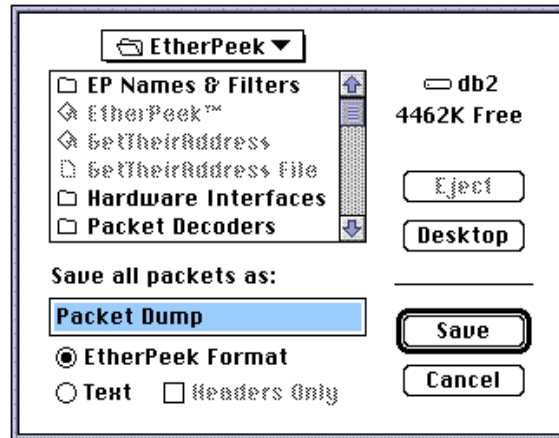 EtherPeek
EP Names & Filters
EtherPeek™
GetTheirAddress
GetTheirAddress File
Hardware Interfaces
Packet Decoders
db2
4462K Free
Eject
Desktop
Save all packets as:
Packet Dump
EtherPeek Format
Text Headers Only
Save
Cancel